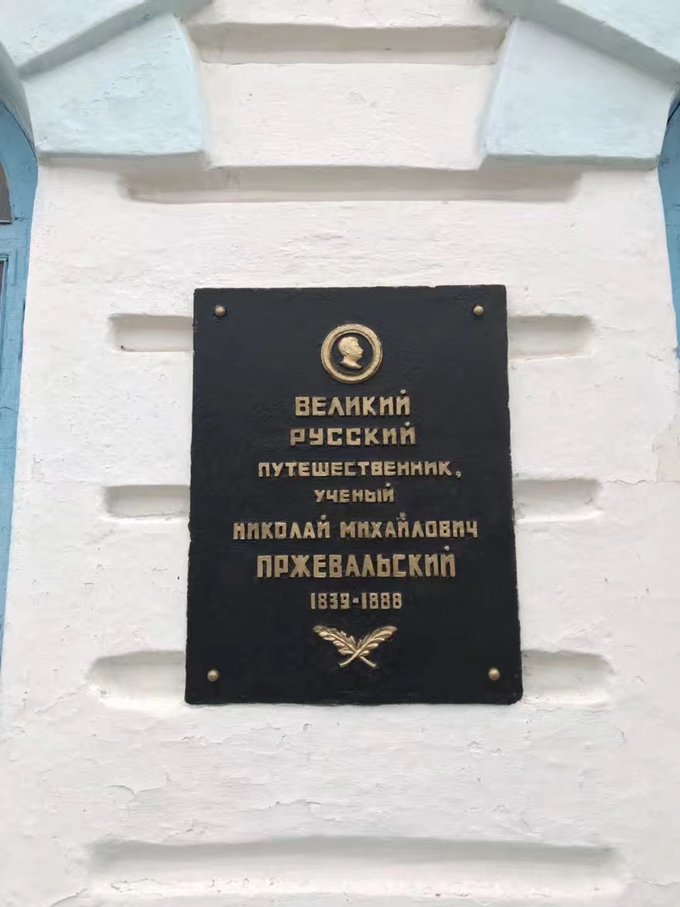 ВЕЛИКИЙ
РУССКИЙ
ПУТЕШЕСТВЕННИК,
УЧЕНЫЙ
НИКОЛАЙ МИХАЙЛОВИЧ
ПРЖЕВАЛЬСКИЙ
1839-1888